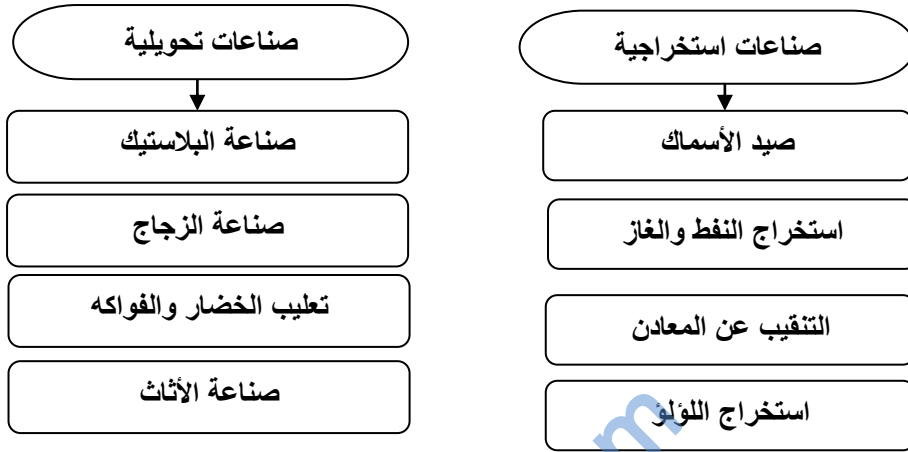 صناعات استخراجية
صيد الأسماك
استخراج النفط والغاز
التنقيب عن المعادن
استخراج اللؤلؤ
صناعات تحويلية
صناعة البلاستيك
صناعة الزجاج
تعليب الخضار والفواكه
صناعة الأثاث
m